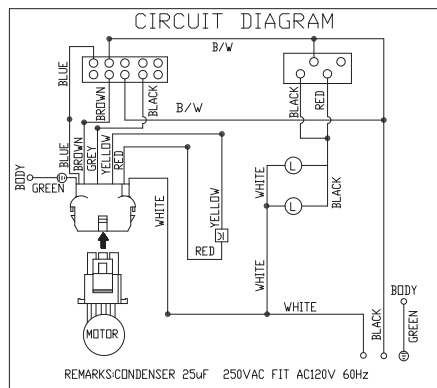 CIRCUIT DIAGRAM
B/W
BLUE
BROWN
BLACK
B/W
BLACK
RED
BLUE
BROWN
GREY
YELLOW
RED
BODY
GREEN
WHITE
YELLOW
RED
WHITE
L
L
BLACK
WHITE
WHITE
BLACK
BODY
GREEN
MOTOR
REMARKS:CONDENSER 25uF 250VAC FIT AC120V 60Hz